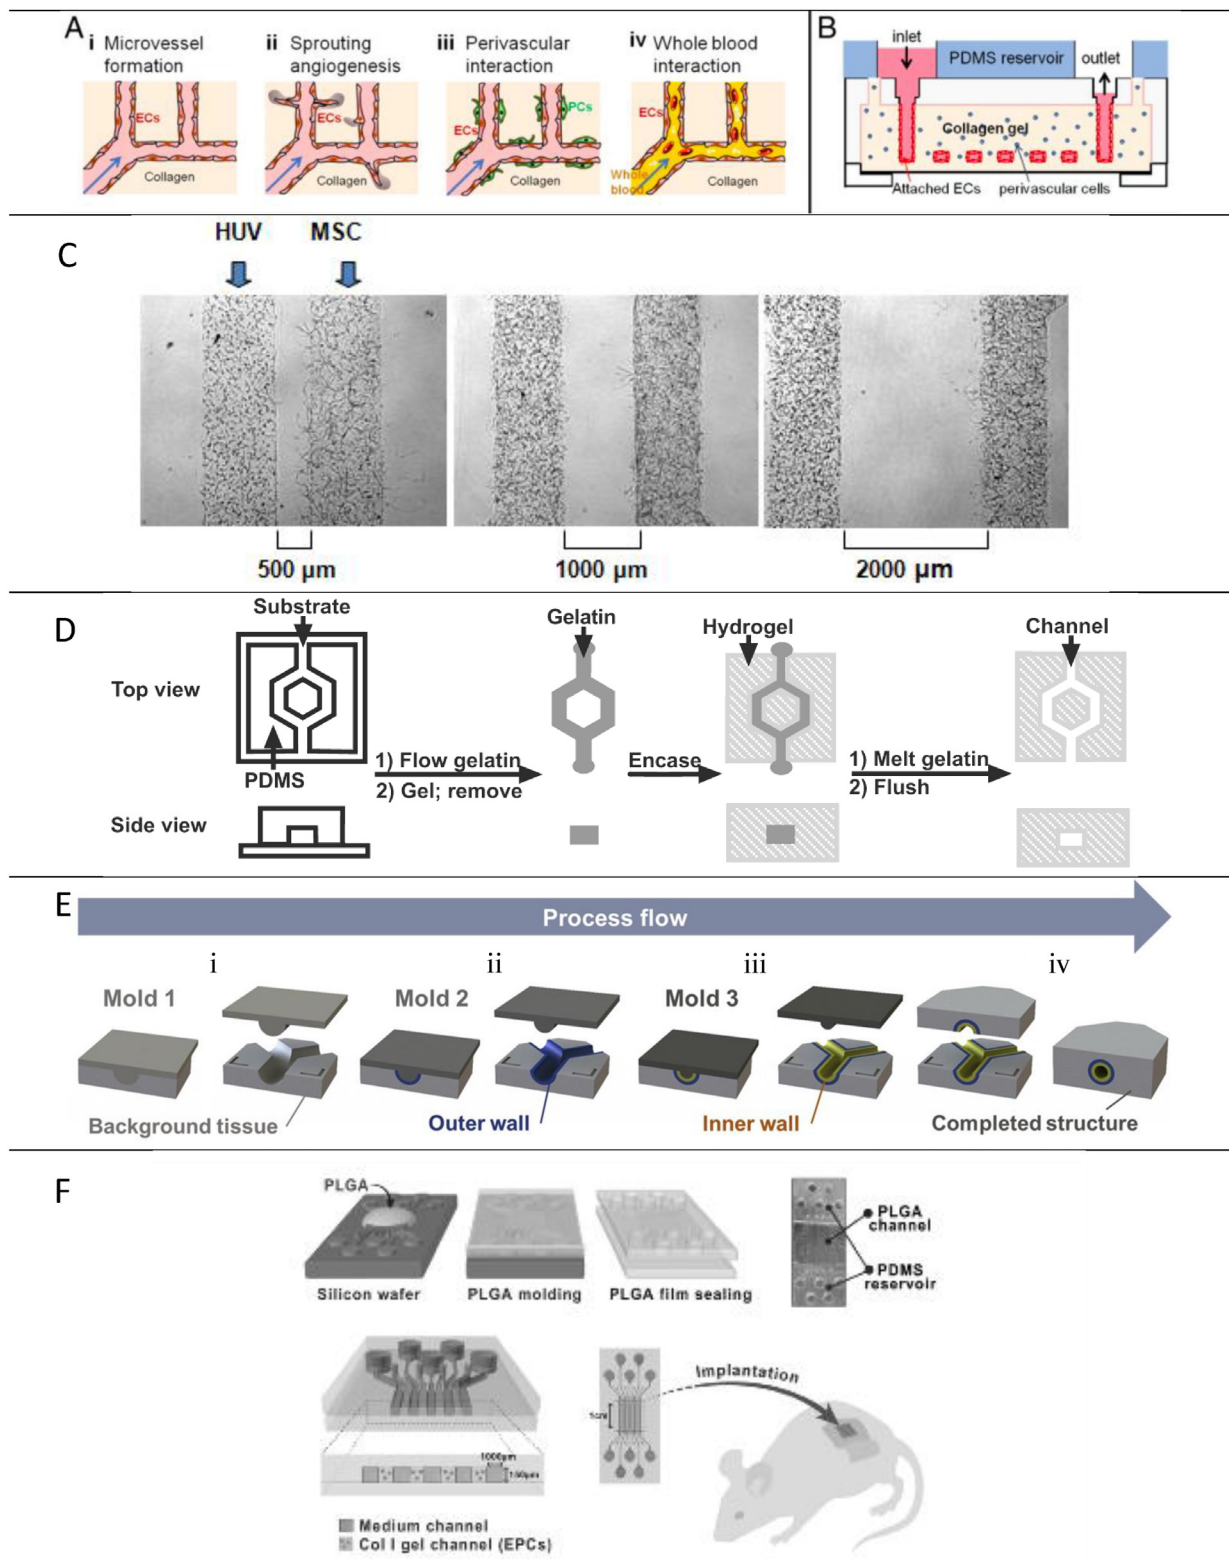 A
i Microvessel
formation
ECs
Collagen
ii Sprouting
angiogenesis
ECs
Collagen
iii Perivascular
interaction
ECs
PCs
Collagen
iv Whole blood
interaction
ECs
Whole
blood
Collagen
B
inlet
PDMS reservoir
outlet
Collagen gel
Attached ECs
perivascular cells
C
HUV
MSC
500 μm
1000 μm
2000 μm
D
Substrate
Top view
PDMS
Side view
1) Flow gelatin
2) Gel; remove
Gelatin
Encase
Hydrogel
1) Melt gelatin
2) Flush
Channel
E
Process flow
i
ii
iii
iv
Mold 1
Mold 2
Mold 3
Background tissue
Outer wall
Inner wall
Completed structure
F
PLGA
Silicon wafer
PLGA molding
PLGA film sealing
PLGA
channel
PDMS
reservoir
1000μm
150μm
1cm
Implantation
Medium channel
Col I gel channel (EPCs)